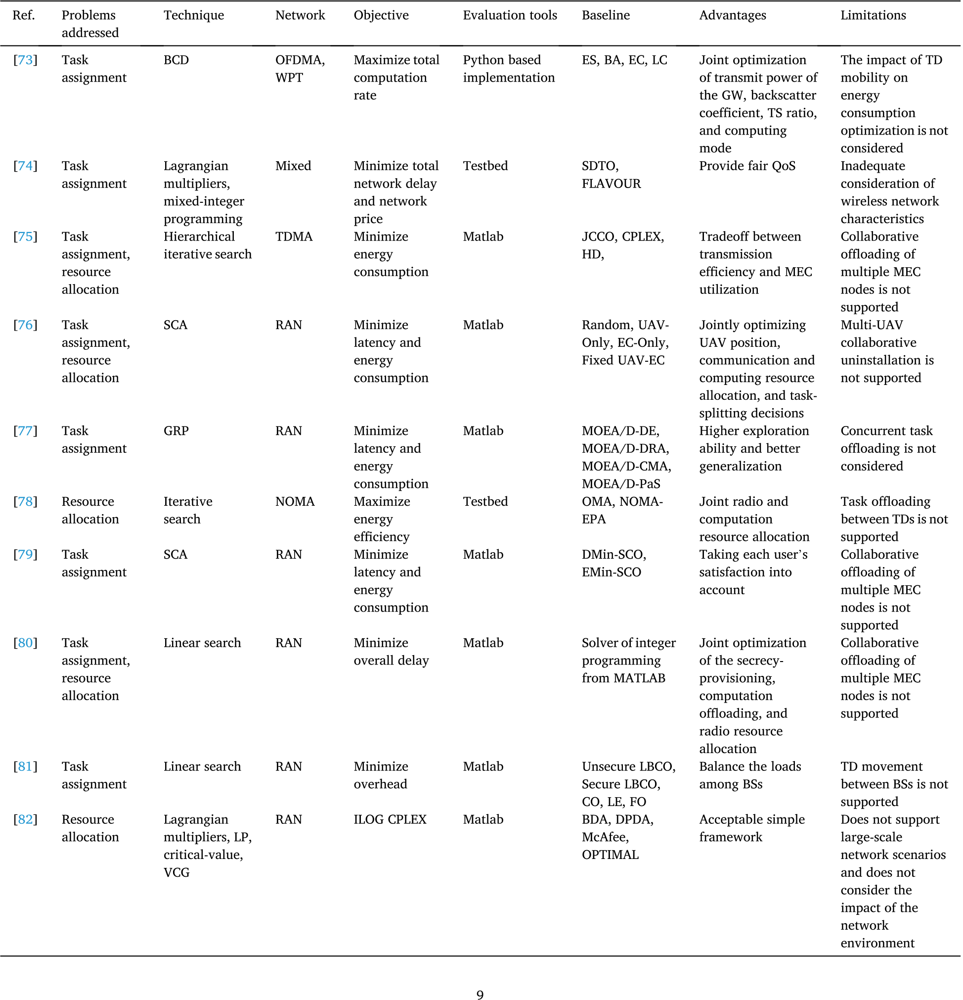 Ref. Problems addressed Technique Network Objective Evaluation tools Baseline Advantages Limitations
[73] Task assignment BCD OFDMA, WPT Maximize total computation rate Python based implementation ES, BA, EC, LC Joint optimization of transmit power of the GW, backscatter coefficient, TS ratio, and computing mode The impact of TD mobility on energy consumption optimization is not considered
[74] Task assignment Lagrangian multipliers, mixed-integer programming Mixed Minimize total network delay and network price Testbed SDTO, FLAVOUR Provide fair QoS Inadequate consideration of wireless network characteristics
[75] Task assignment, resource allocation Hierarchical iterative search TDMA Minimize energy consumption Matlab JCCO, CPLEX, HD, Tradeoff between transmission efficiency and MEC utilization Collaborative offloading of multiple MEC nodes is not supported
[76] Task assignment, resource allocation SCA RAN Minimize latency and energy consumption Matlab Random, UAV-Only, EC-Only, Fixed UAV-EC Jointly optimizing UAV position, communication and computing resource allocation, and task-splitting decisions Multi-UAV collaborative uninstallation is not supported
[77] Task assignment GRP RAN Minimize latency and energy consumption Matlab MOEA/D-DE, MOEA/D-DRA, MOEA/D-CMA, MOEA/D-PaS Higher exploration ability and better generalization Concurrent task offloading is not considered
[78] Resource allocation Iterative search NOMA Maximize energy efficiency Testbed OMA, NOMA-EPA Joint radio and computation resource allocation Task offloading between TDs is not supported
[79] Task assignment SCA RAN Minimize latency and energy consumption Matlab DMin-SCO, EMin-SCO Taking each user’s satisfaction into account Collaborative offloading of multiple MEC nodes is not supported
[80] Task assignment, resource allocation Linear search RAN Minimize overall delay Matlab Solver of integer programming from MATLAB Joint optimization of the secrecy-provisioning, computation offloading, and radio resource allocation Collaborative offloading of multiple MEC nodes is not supported
[81] Task assignment Linear search RAN Minimize overhead Matlab Unsecure LBCO, Secure LBCO, CO, LE, FO Balance the loads among BSs TD movement between BSs is not supported
[82] Resource allocation Lagrangian multipliers, LP, critical-value, VCG RAN ILOG CPLEX Matlab BDA, DPDA, McAfee, OPTIMAL Acceptable simple framework Does not support large-scale network scenarios and does not consider the impact of the network environment
9